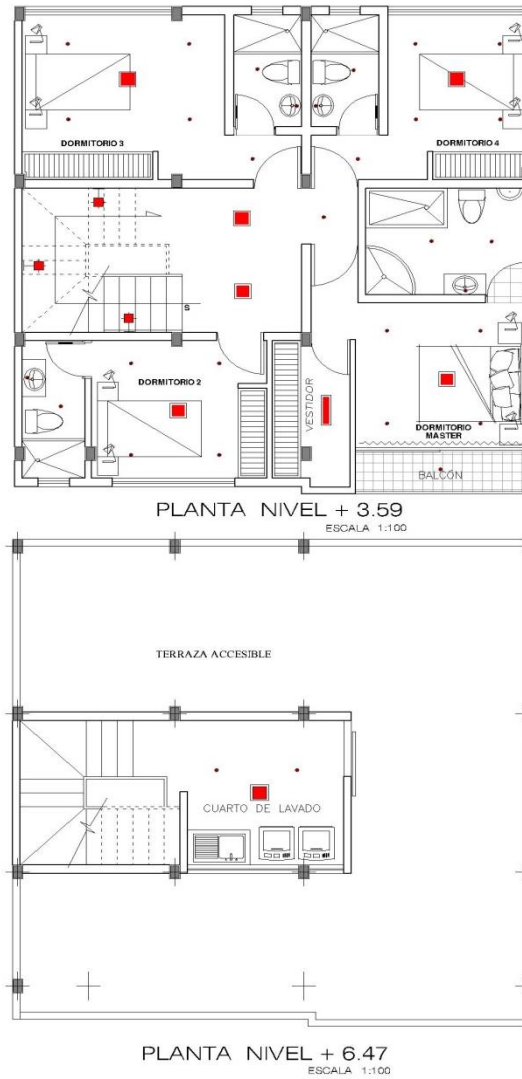 DORMITORIO 3
DORMITORIO 4
S
DORMITORIO 2
VESTIDOR
DORMITORIO
MASTER
BALCÓN
PLANTA NIVEL + 3.59
ESCALA 1:100
TERRAZA ACCESIBLE
CUARTO DE LAVADO
PLANTA NIVEL + 6.47
ESCALA 1:100